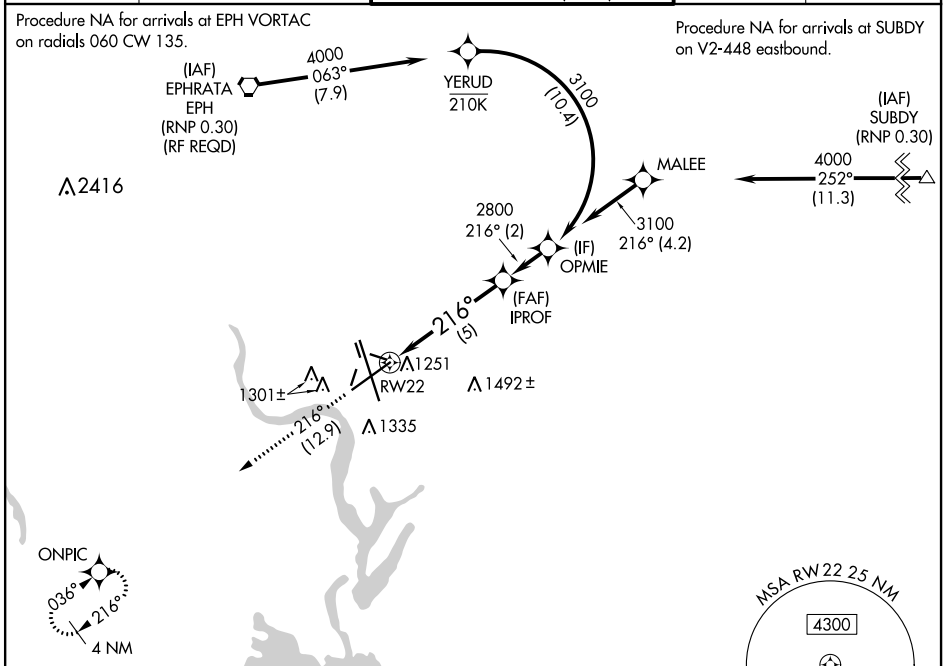 Procedure NA for arrivals at EPH VORTAC
on radials 060 CW 135.
Procedure NA for arrivals at SUBDY
on V2-448 eastbound.
(IAF)
EPHRATA
EPH
(RNP 0.30)
(RF REQD)
4000
063°
(7.9)
YERUD
210K
3100
(10.4)
(IAF)
SUBDY
(RNP 0.30)
4000
252°
(11.3)
MALEE
3100
216° (4.2)
2416
2800
216° (2)
(IF)
OPMIE
(FAF)
IPROF
216°
(5)
1251
RW22
1301±
1492±
1335
216°
(12.9)
ONPIC
036°
216°
4 NM
MSA RW22 25 NM
4300